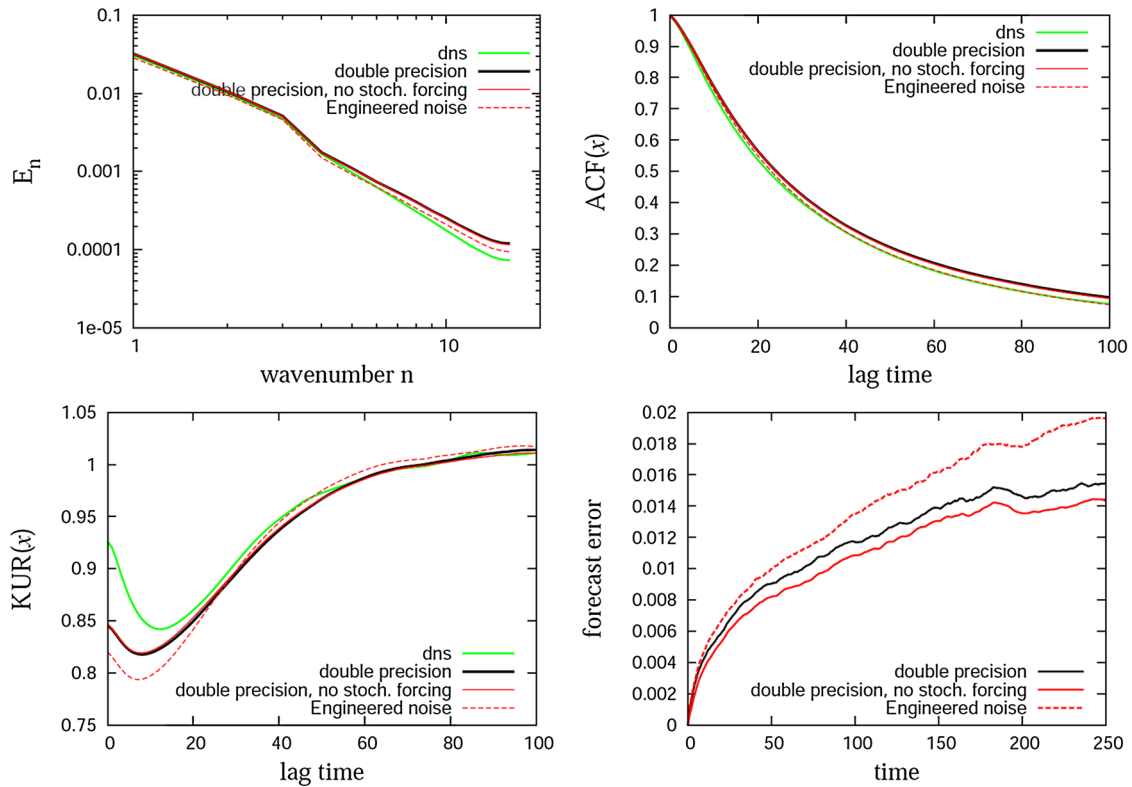 0.1
0.01
0.001
0.0001
1e-05
E_n
1
10
wavenumber n
dns
double precision
double precision, no stoch. forcing
Engineered noise
1
0.9
0.8
0.7
0.6
0.5
0.4
0.3
0.2
0.1
0
ACF(x)
0
20
40
60
80
100
lag time
dns
double precision
double precision, no stoch. forcing
Engineered noise
1.05
1
0.95
0.9
0.85
0.8
0.75
KUR(x)
0
20
40
60
80
100
lag time
dns
double precision
double precision, no stoch. forcing
Engineered noise
0.02
0.018
0.016
0.014
0.012
0.01
0.008
0.006
0.004
0.002
0
forecast error
0
50
100
150
200
250
time
double precision
double precision, no stoch. forcing
Engineered noise